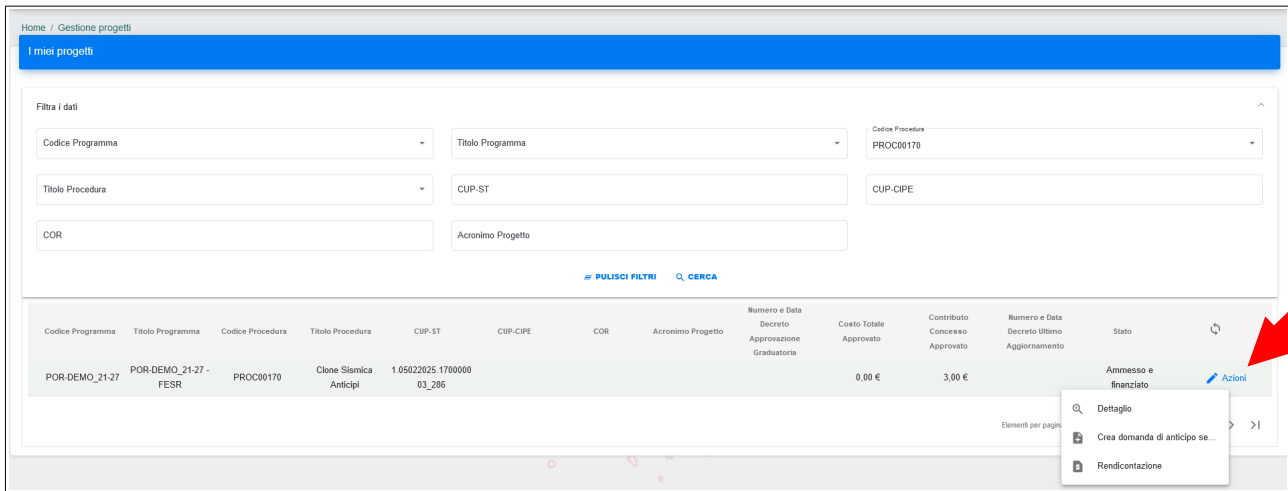 Home / Gestione progetti
I miei progetti
Filtra i dati
Codice Programma
Titolo Programma
Codice Procedura
PROC00170
Titolo Procedura
CUP-ST
CUP-CIPE
COR
Acronimo Progetto
PULISCI FILTRI CERCA
Codice Programma Titolo Programma Codice Procedura Titolo Procedura CUP-ST CUP-CIPE COR Acronimo Progetto Numero e Data Decreto Approvazione Graduatoria Costo Totale Approvato Contributo Concesso Approvato Numero e Data Decreto Ultimo Aggiornamento Stato
POR-DEMO_21-27 POR-DEMO_21-27 - FESR PROC00170 Clone Sismica Anticipi 1.05022025.1700000 03_286 0,00 € 3,00 € Ammesso e finanziato Azioni
Elementi per pagin
Dettaglio
Crea domanda di anticipo se...
Rendicontazione